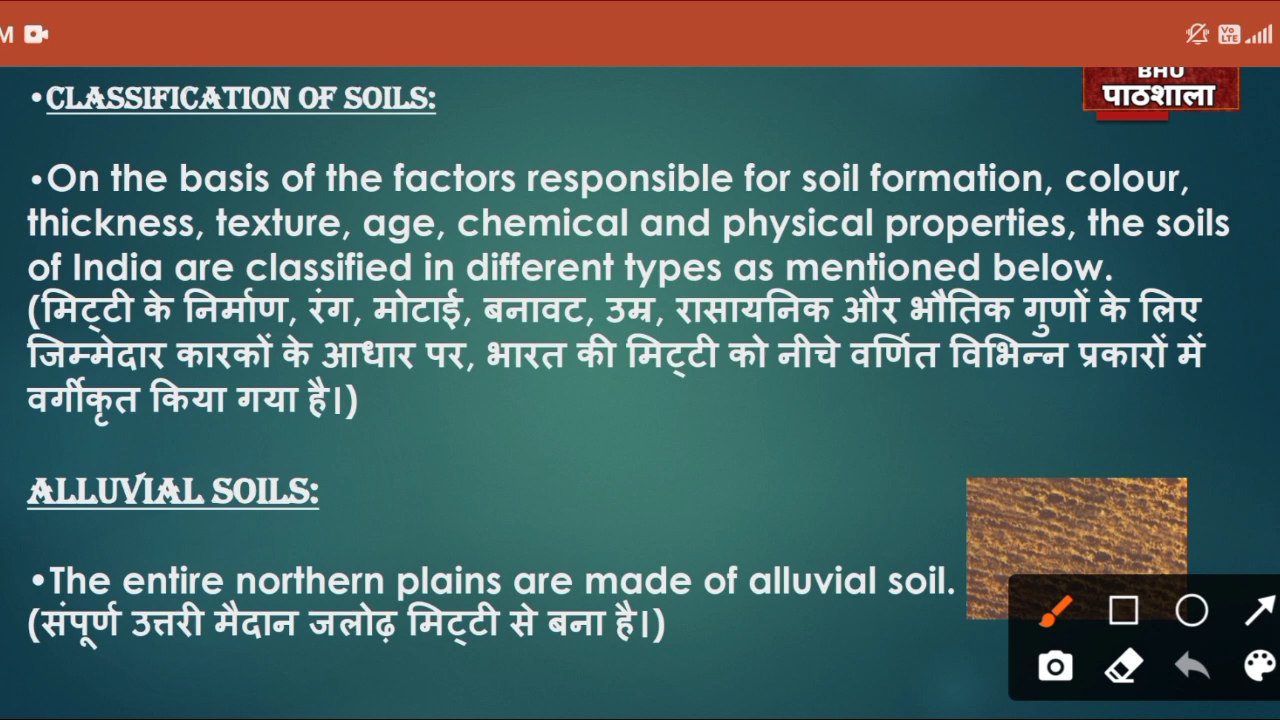 M
Vo
LTE
BHU
पाठशाला
•CLASSIFICATION OF SOILS:
•On the basis of the factors responsible for soil formation, colour,
thickness, texture, age, chemical and physical properties, the soils
of India are classified in different types as mentioned below.
(मिट्टी के निर्माण, रंग, मोटाई, बनावट, उम्र, रासायनिक और भौतिक गुणों के लिए
जिम्मेदार कारकों के आधार पर, भारत की मिट्टी को नीचे वर्णित विभिन्न प्रकारों में
वर्गीकृत किया गया है।)
ALLUVIAL SOILS:
•The entire northern plains are made of alluvial soil.
(संपूर्ण उत्तरी मैदान जलोढ़ मिट्टी से बना है।)